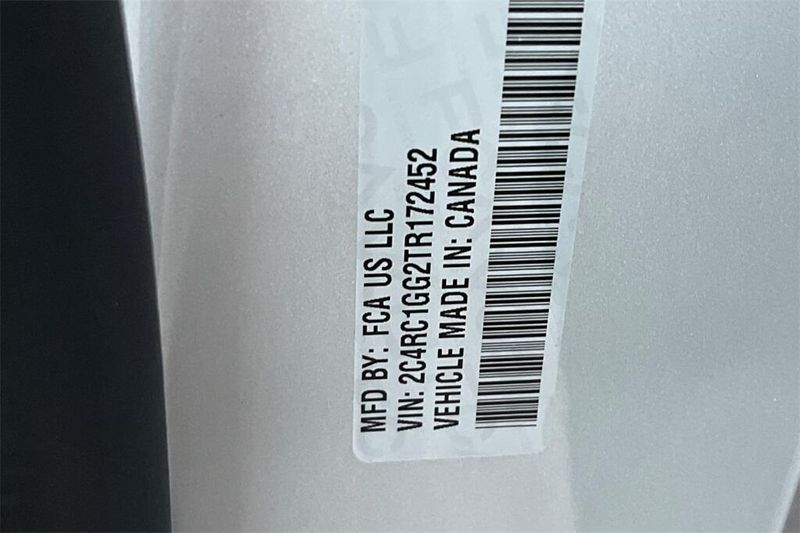 MFD BY: FCA US LLC
VIN: 2C4RC1GG2TR172452
VEHICLE MADE IN: CANADA